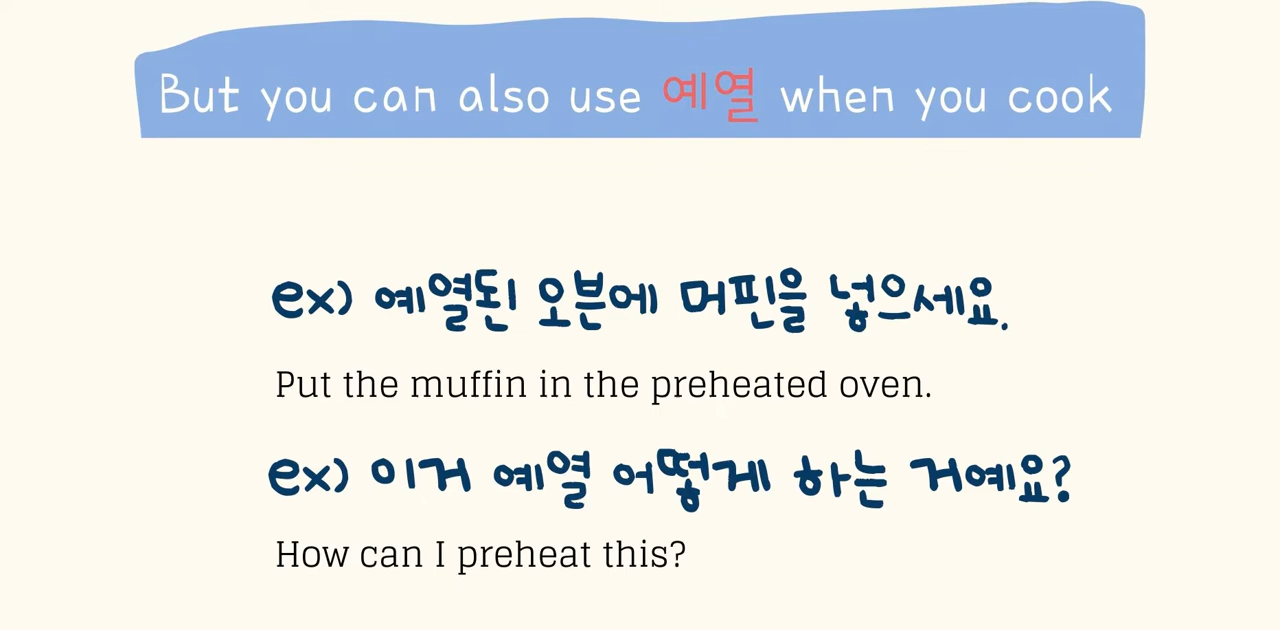 But you can also use 예열 when you cook
ex) 예열된 오븐에 머핀을 넣으세요.
Put the muffin in the preheated oven.
ex) 이거 예열 어떻게 하는 거예요?
How can I preheat this?